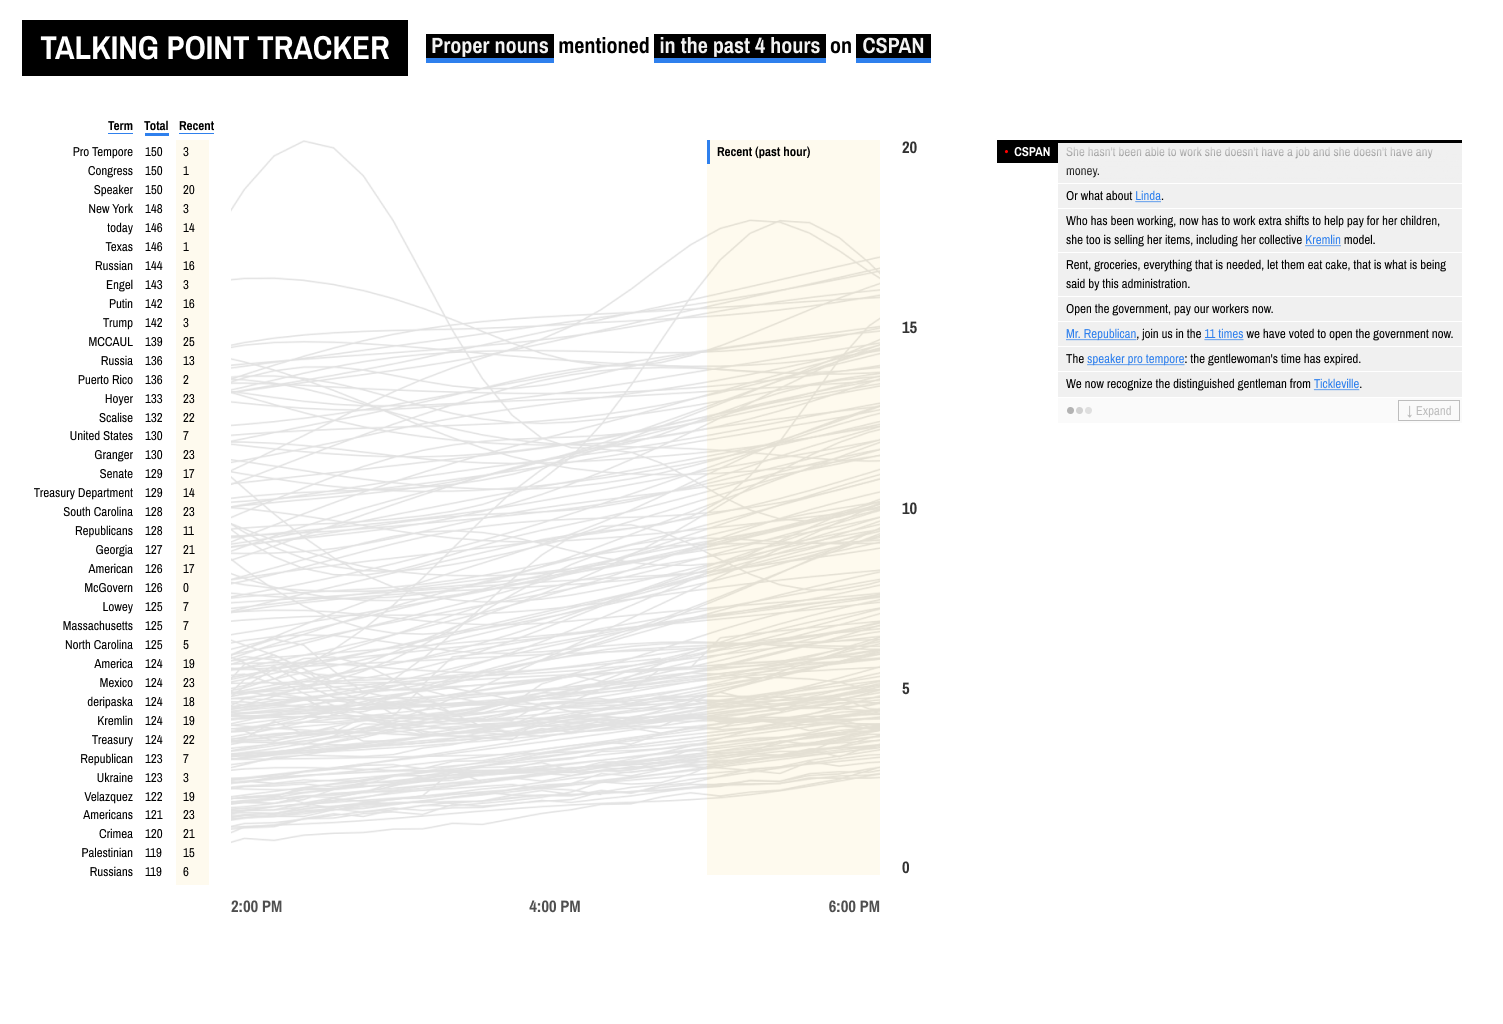 TALKING POINT TRACKER
Proper nouns mentioned in the past 4 hours on CSPAN
Term Total Recent
Pro Tempore 150 3
Congress 150 1
Speaker 150 20
New York 148 3
today 146 14
Texas 146 1
Russian 144 16
Engel 143 3
Putin 142 16
Trump 142 3
MCCAUL 139 25
Russia 136 13
Puerto Rico 136 2
Hoyer 133 23
Scalise 132 22
United States 130 7
Granger 130 23
Senate 129 17
Treasury Department 129 14
South Carolina 128 23
Republicans 128 11
Georgia 127 21
American 126 17
McGovern 126 0
Lowey 125 7
Massachusetts 125 7
North Carolina 125 5
America 124 19
Mexico 124 23
deripaska 124 18
Kremlin 124 19
Treasury 124 22
Republican 123 7
Ukraine 123 3
Velazquez 122 19
Americans 121 23
Crimea 120 21
Palestinian 119 15
Russians 119 6
Recent (past hour)
20
15
10
5
0
2:00 PM 4:00 PM 6:00 PM
CSPAN
She hasn't been able to work she doesn't have a job and she doesn't have any
money.
Or what about Linda.
Who has been working, now has to work extra shifts to help pay for her children,
she too is selling her items, including her collective Kremlin model.
Rent, groceries, everything that is needed, let them eat cake, that is what is being
said by this administration.
Open the government, pay our workers now.
Mr. Republican, join us in the 11 times we have voted to open the government now.
The speaker pro tempore: the gentlewoman's time has expired.
We now recognize the distinguished gentleman from Tickleville.
↓ Expand